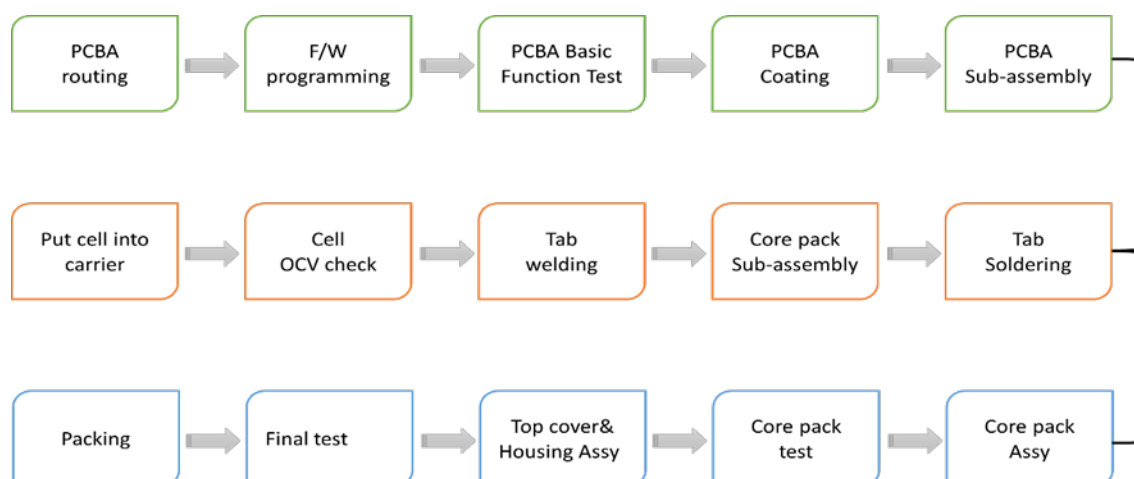 PCBA
routing
F/W
programming
PCBA Basic
Function Test
PCBA
Coating
PCBA
Sub-assembly
Put cell into
carrier
Cell
OCV check
Tab
welding
Core pack
Sub-assembly
Tab
Soldering
Packing
Final test
Top cover&
Housing Assy
Core pack
test
Core pack
Assy